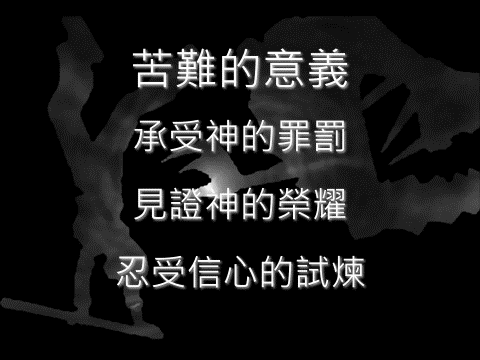 苦難的意義
承受神的罪罰
見證神的榮耀
忍受信心的試煉